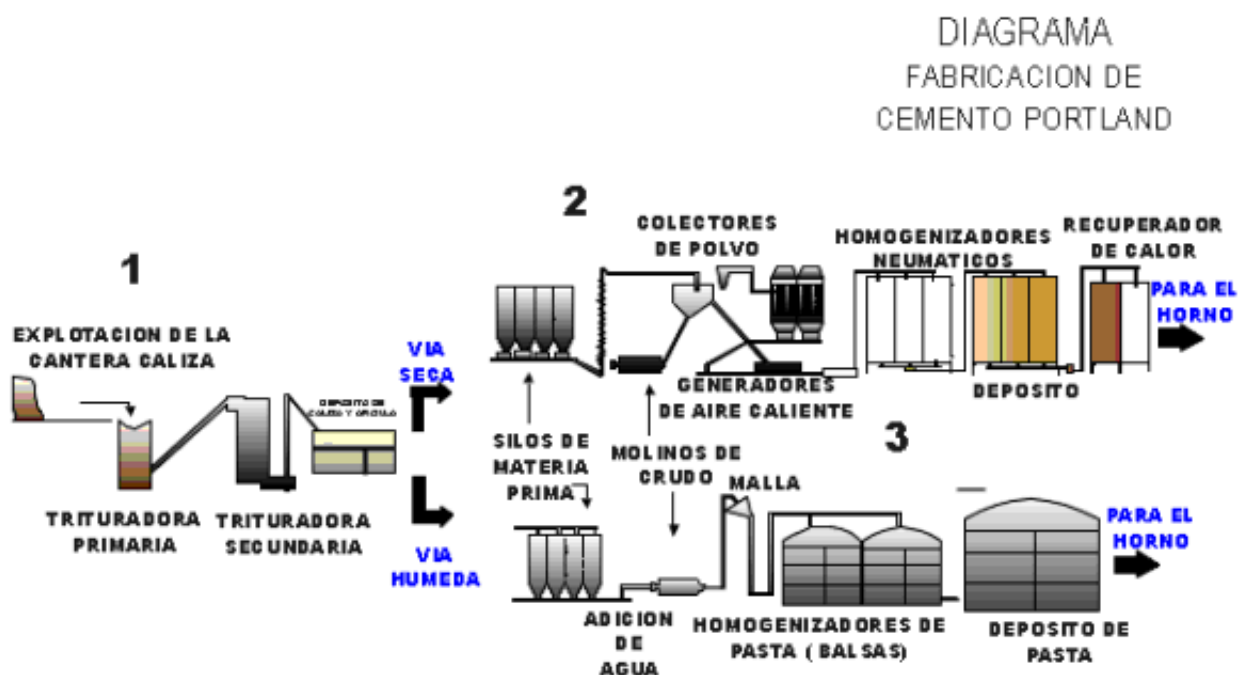 DIAGRAMA
FABRICACION DE
CEMENTO PORTLAND
1
EXPLOTACION DE LA
CANTERA CALIZA
TRITURADORA
PRIMARIA
TRITURADORA
SECUNDARIA
DEPOSITO DE
VIA
SECA
VIA
HUMEDA
2
COLECTORES
DE POLVO
HOMOGENIZADORES
NEUMATICOS
RECUPERADOR
DE CALOR
PARA EL
HORNO
SILOS DE
MATERIA
PRIMA
MOLINOS DE
CRUDO
GENERADORES
DE AIRE CALIENTE
DEPOSITO
3
MALLA
ADICION
DE
AGUA
HOMOGENIZADORES DE
PASTA ( BALSAS)
DEPOSITO DE
PASTA
PARA EL
HORNO